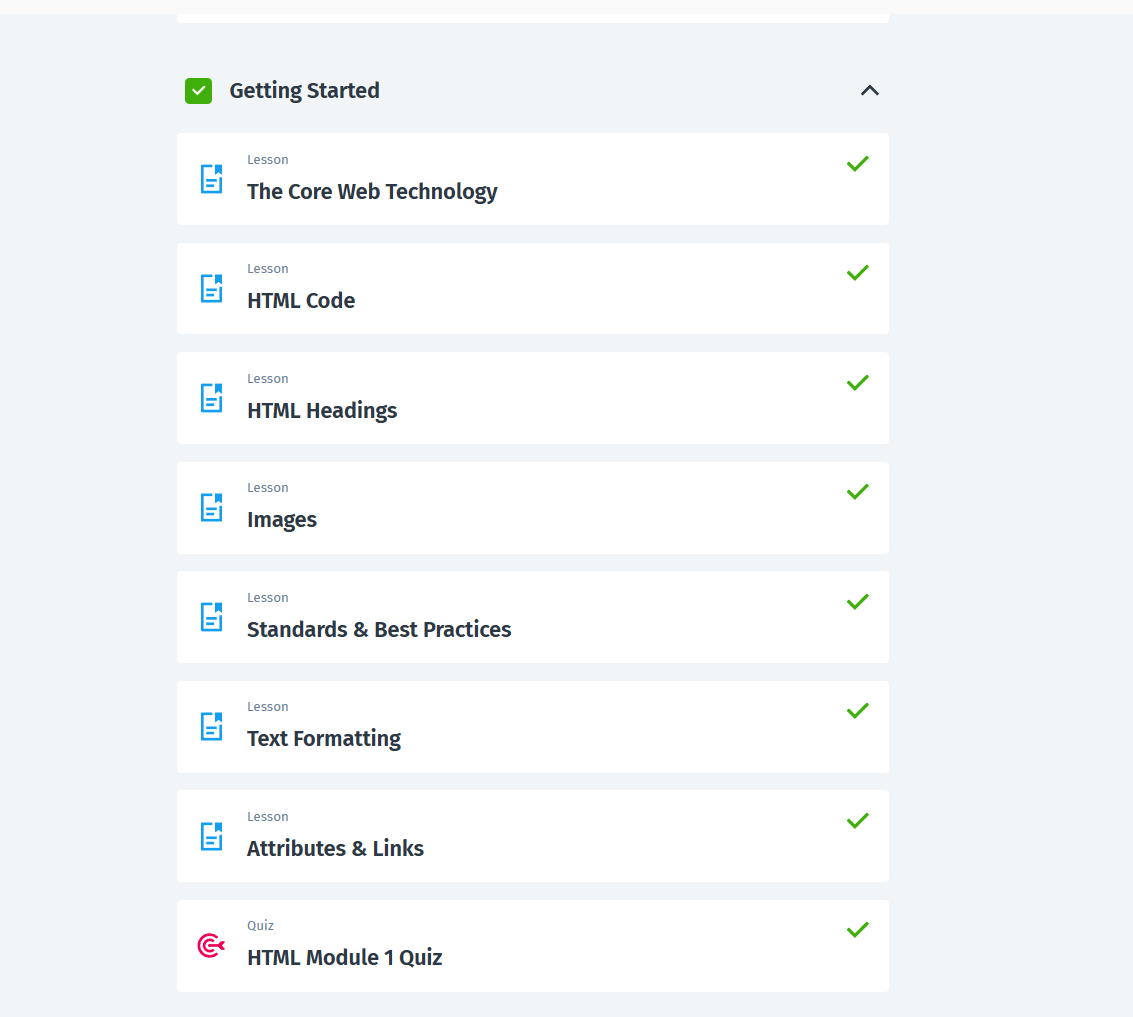 Getting Started
Lesson
The Core Web Technology
Lesson
HTML Code
Lesson
HTML Headings
Lesson
Images
Lesson
Standards & Best Practices
Lesson
Text Formatting
Lesson
Attributes & Links
Quiz
HTML Module 1 Quiz